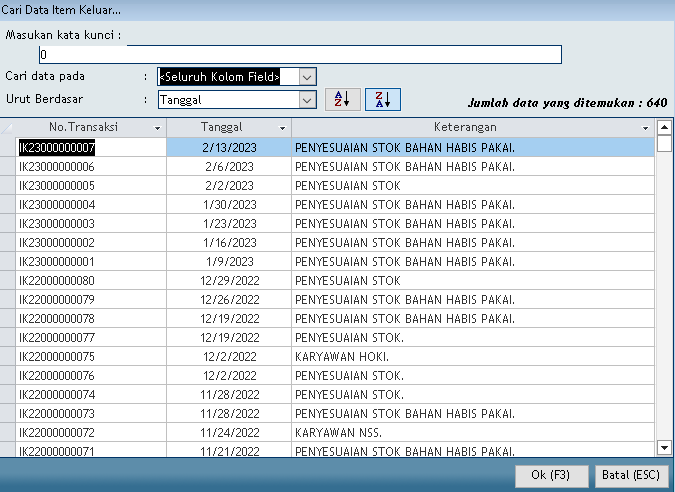 Cari Data Item Keluar...
Masukan kata kunci :
0
Cari data pada : <Seluruh Kolom Field>
Urut Berdasar : Tanggal
A Z Z A Jumlah data yang ditemukan : 640
No.Transaksi Tanggal Keterangan
IK23000000007 2/13/2023 PENYESUAIAN STOK BAHAN HABIS PAKAI.
IK23000000006 2/6/2023 PENYESUAIAN STOK BAHAN HABIS PAKAI.
IK23000000005 2/2/2023 PENYESUAIAN STOK
IK23000000004 1/30/2023 PENYESUAIAN STOK BAHAN HABIS PAKAI.
IK23000000003 1/23/2023 PENYESUAIAN STOK BAHAN HABIS PAKAI.
IK23000000002 1/16/2023 PENYESUAIAN STOK BAHAN HABIS PAKAI.
IK23000000001 1/9/2023 PENYESUAIAN STOK BAHAN HABIS PAKAI.
IK22000000080 12/29/2022 PENYESUAIAN STOK
IK22000000079 12/26/2022 PENYESUAIAN STOK BAHAN HABIS PAKAI.
IK22000000078 12/19/2022 PENYESUAIAN STOK BAHAN HABIS PAKAI.
IK22000000077 12/19/2022 PENYESUAIAN STOK.
IK22000000075 12/2/2022 KARYAWAN HOKI.
IK22000000076 12/2/2022 PENYESUAIAN STOK.
IK22000000074 11/28/2022 PENYESUAIAN STOK.
IK22000000073 11/28/2022 PENYESUAIAN STOK BAHAN HABIS PAKAI.
IK22000000072 11/24/2022 KARYAWAN NSS.
IK22000000071 11/21/2022 PENYESUAIAN STOK BAHAN HABIS PAKAI.
Ok (F3) Batal (ESC)